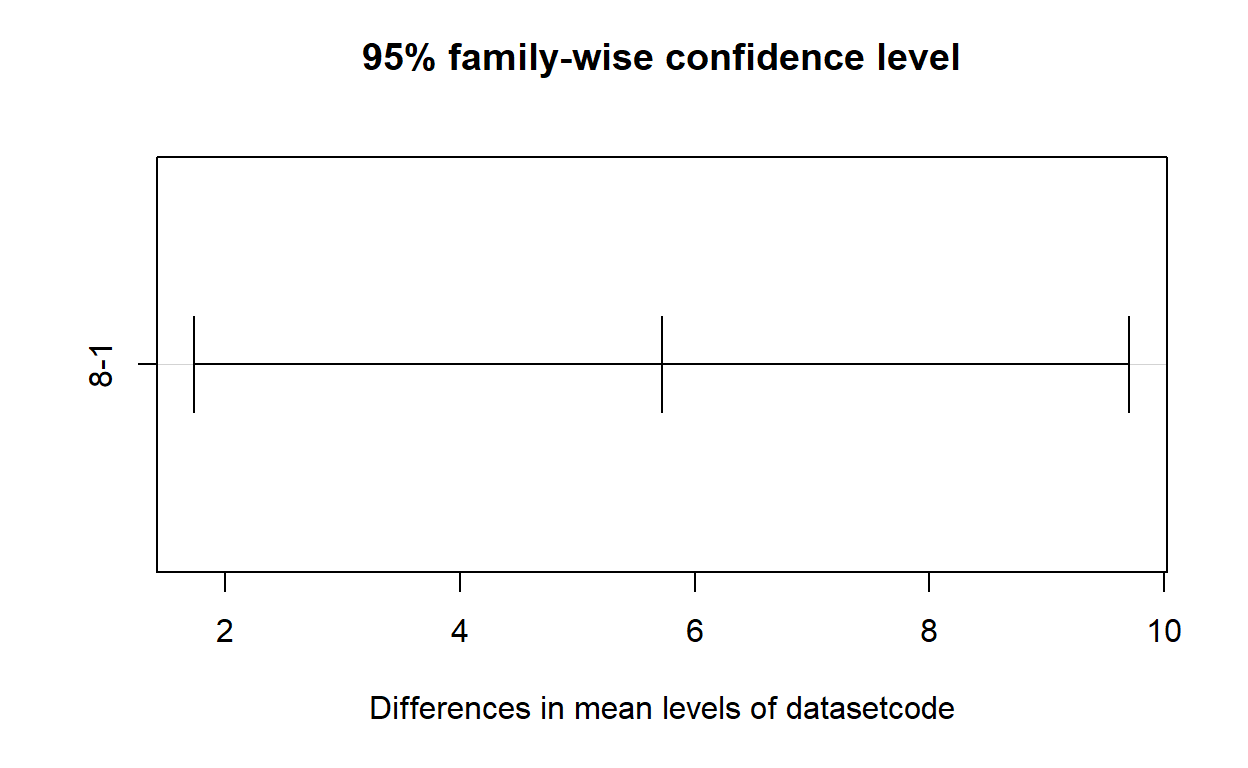 95% family-wise confidence level
8-1
2 4 6 8 10
Differences in mean levels of datasetcode